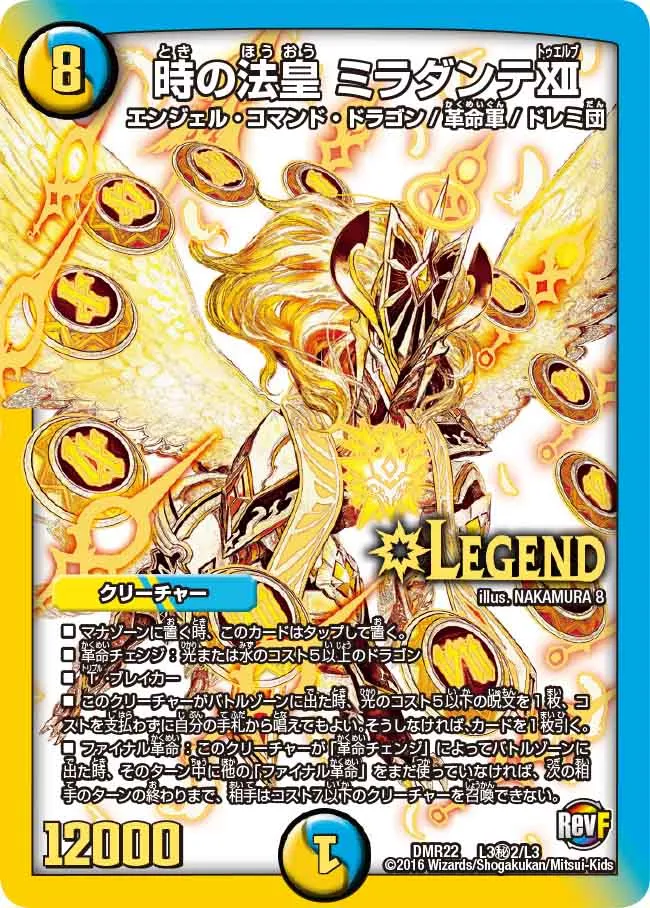 8
時の法皇 ミラダンテⅫ
エンジェル・コマンド・ドラゴン/革命軍/ドレミ団
LEGEND
illus. NAKAMURA 8
クリーチャー
■ マナゾーンに置く時、このカードはタップして置く。
■ 革命チェンジ:光または水のコスト5以上のドラゴン
■ T・ブレイカー
■ このクリーチャーがバトルゾーンに出た時、光のコスト5以下の呪文を1枚、コ
ストを支払わずに自分の手札から唱えてもよい。そうしなければ、カードを1枚引く。
■ ファイナル革命:このクリーチャーが「革命チェンジ」によってバトルゾーンに
出た時、そのターン中に他の「ファイナル革命」をまだ使っていなければ、次の相
手のターンの終わりまで、相手はコスト7以下のクリーチャーを召喚できない。
12000
1
RevF
DMR22 L3㊙2/L3
©2016 Wizards/Shogakukan/Mitsui-Kids